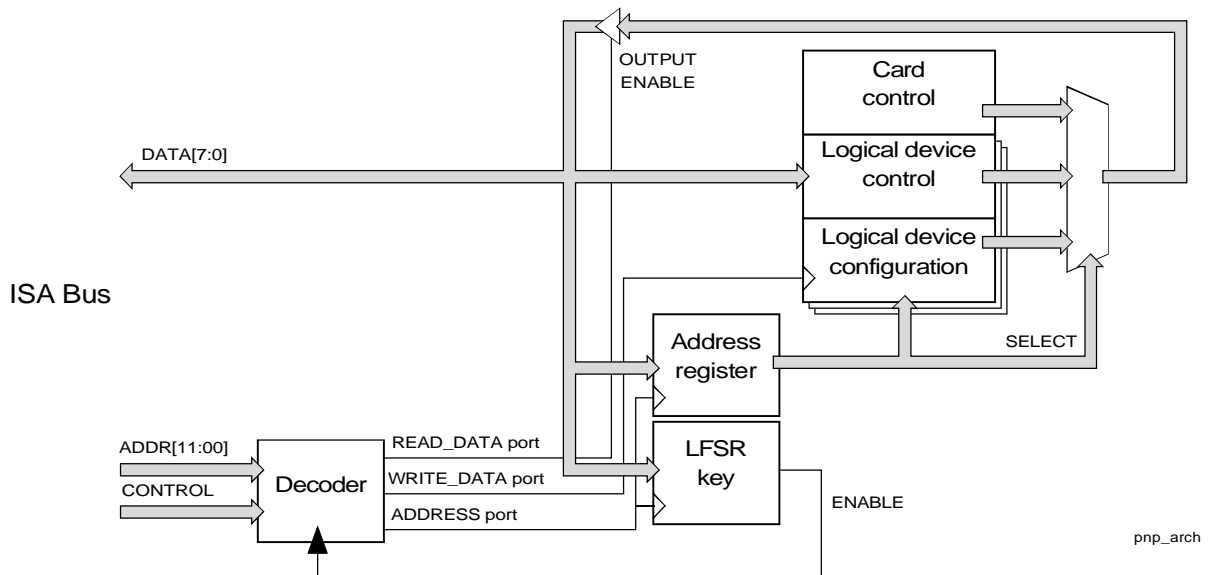 OUTPUT
ENABLE
Card
control
DATA[7:0]
Logical device
control
Logical device
configuration
ISA Bus
Address
register
SELECT
ADDR[11:00]
CONTROL
Decoder
READ_DATA port
WRITE_DATA port
ADDRESS port
LFSR
key
ENABLE
pnp_arch